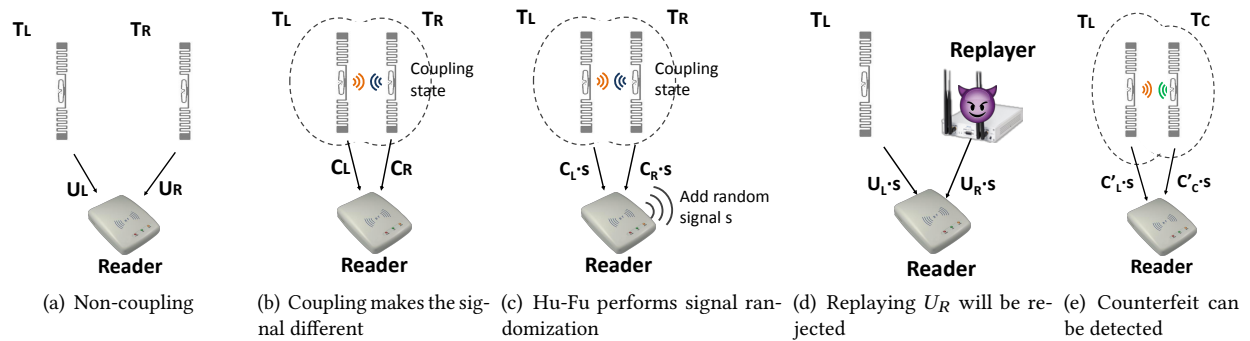 TL TR
UL UR
Reader
(a) Non-coupling
TL TR
Coupling
state
CL CR
Reader
(b) Coupling makes the sig-
nal different
TL TR
Coupling
state
CL·s CR·s
Add random
signal s
Reader
(c) Hu-Fu performs signal ran-
domization
TL
Replayer
UL·s UR·s
Reader
(d) Replaying UR will be re-
jected
TL TC
C'L·s C'C·s
Reader
(e) Counterfeit can
be detected